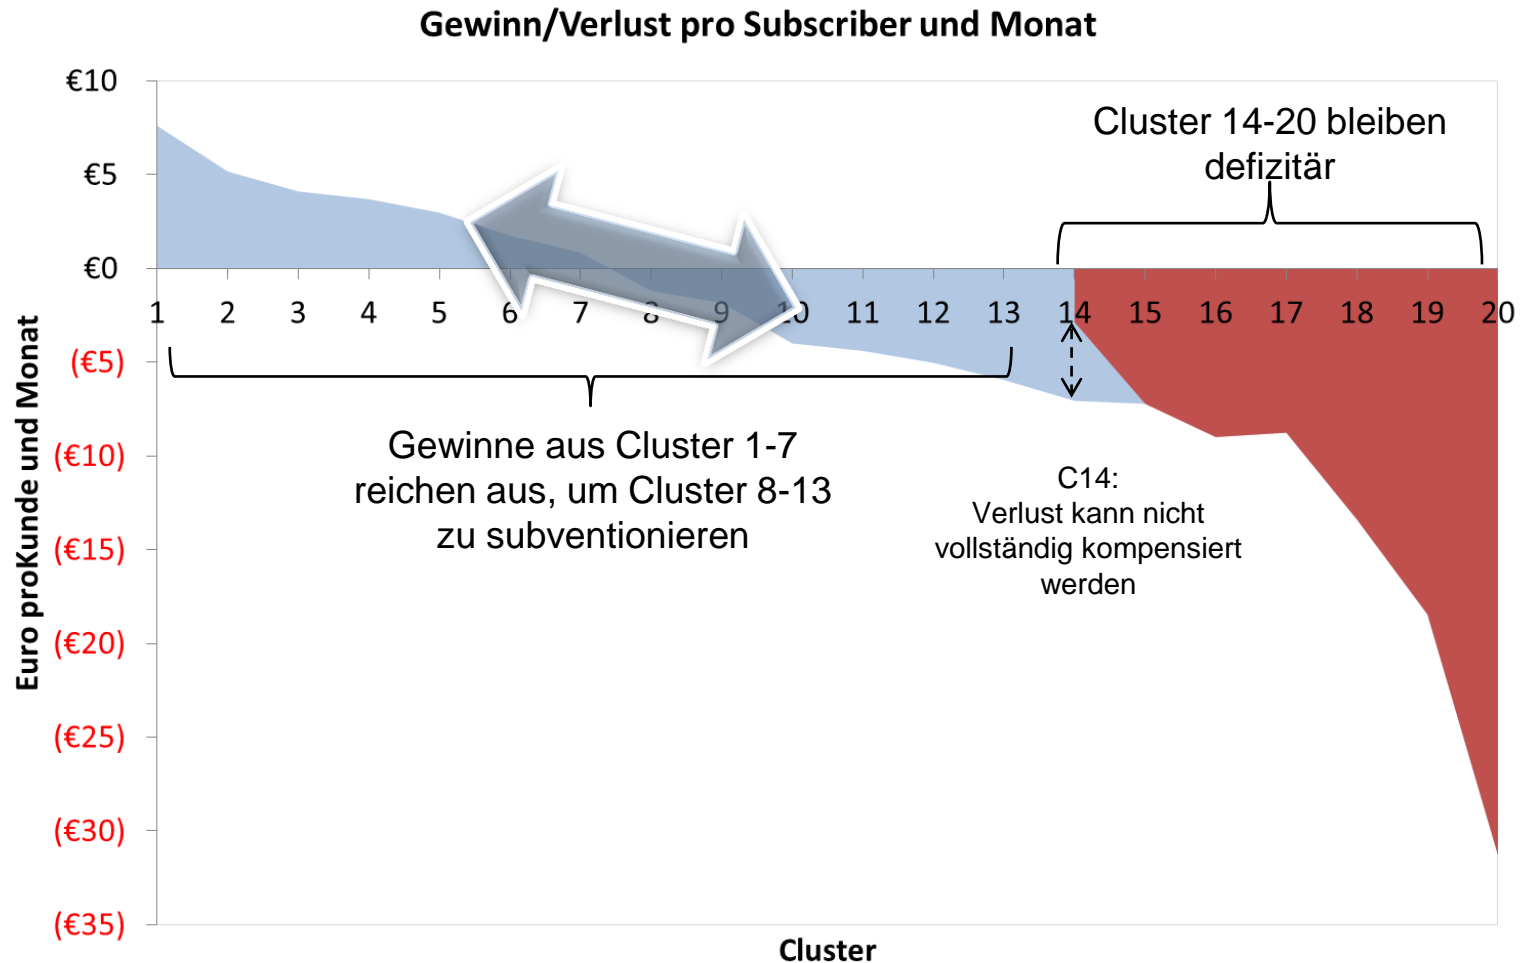 Gewinn/Verlust pro Subscriber und Monat
€10
€5
€0
(€5)
(€10)
(€15)
(€20)
(€25)
(€30)
(€35)
Euro proKunde und Monat
1 2 3 4 5 6 7 8 9 10 11 12 13 14 15 16 17 18 19 20
Cluster
Cluster 14-20 bleiben
defizitär
Gewinne aus Cluster 1-7
reichen aus, um Cluster 8-13
zu subventionieren
C14:
Verlust kann nicht
vollständig kompensiert
werden